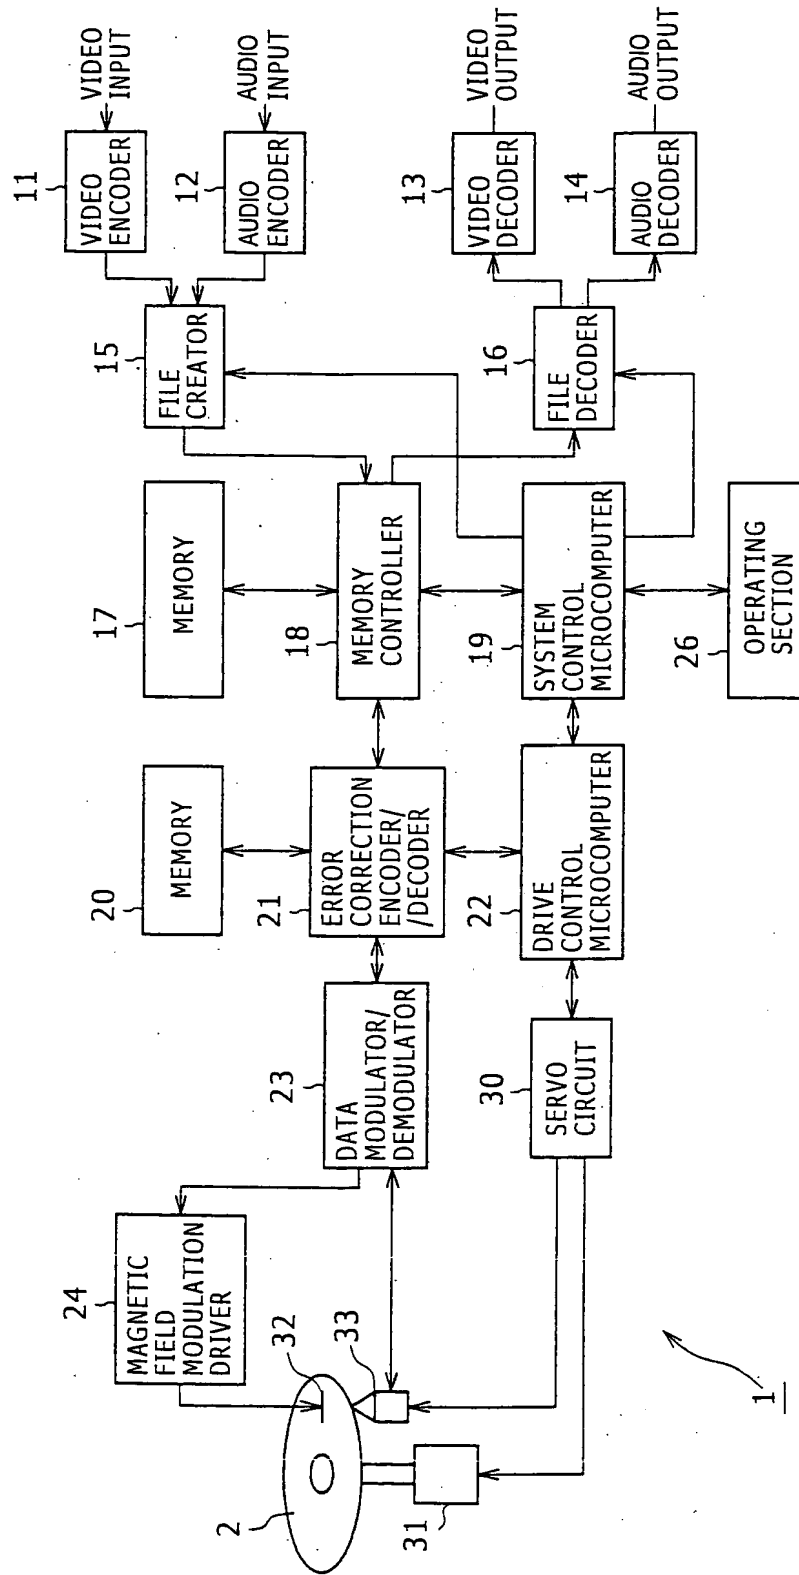 VIDEO
INPUT
AUDIO
INPUT
VIDEO
OUTPUT
AUDIO
OUTPUT
11
VIDEO
ENCODER
12
AUDIO
ENCODER
13
VIDEO
DECODER
14
AUDIO
DECODER
15
FILE
CREATOR
16
FILE
DECODER
17
MEMORY
18
MEMORY
CONTROLLER
19
SYSTEM
CONTROL
MICROCOMPUTER
26
OPERATING
SECTION
20
MEMORY
21
ERROR
CORRECTION
ENCODER/
/DECODER
22
DRIVE
CONTROL
MICROCOMPUTER
23
DATA
MODULATOR/
DEMODULATOR
30
SERVO
CIRCUIT
24
MAGNETIC
FIELD
MODULATION
DRIVER
32
33
2
31
1